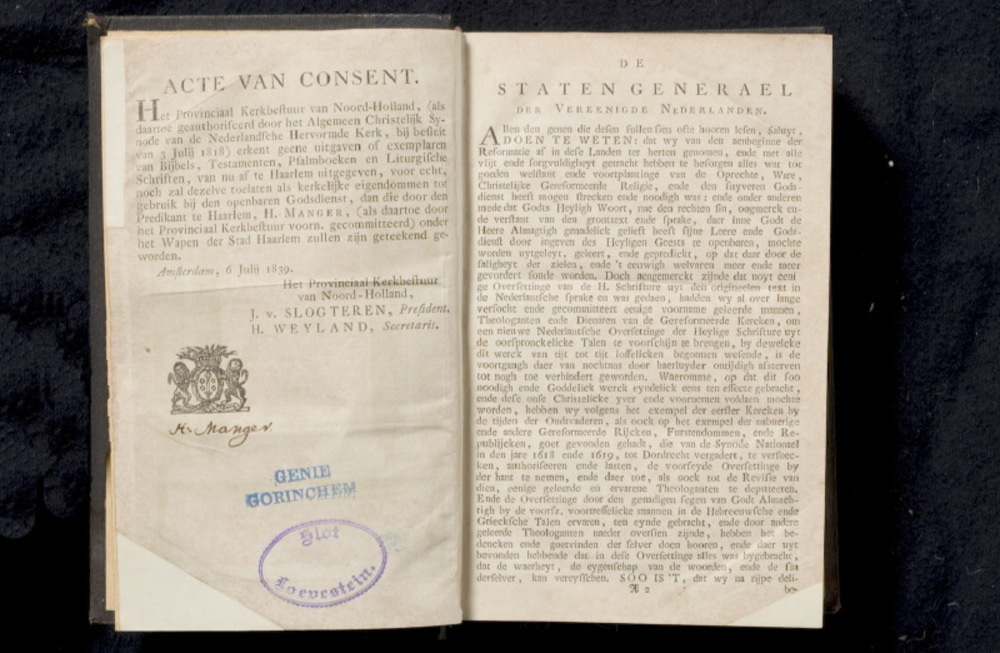 ACTE VAN CONSENT.
Het Provinciaal Kerkbeſtuur van Noord-Holland, (als
daartoe geauthoriſeerd door het Algemeen Chriſtelijk Sy-
node van de Nederlandſche Hervormde Kerk, bij beſluit
van 3 Julij 1818) erkent geene uitgaven of exemplaren
van Bijbels, Testamenten, Pſalmboeken en Liturgiſche
Schriften, van nu af te Haarlem uitgegeven, voor echt,
noch zal dezelve toelaten als kerkelijke eigendommen tot
gebruik bij den openbaren Godsdienst, dan die door den
Predikant te Haarlem, H. MANGER, (als daartoe door
het Provinciaal Kerkbeſtuur voorn. gecommitteerd) onder
het Wapen der Stad Haarlem zullen zijn geteekend ge-
worden.
Amſterdam, 6 Julij 1839.
Het Provinciaal Kerkbeſtuur
van Noord-Holland,
J. v. SLOGTEREN, Preſident.
H. WEYLAND, Secretaris.
H. Manger
GENIE
GORINCHEM
Slot
Loevestein.
DE
STATEN GENERAEL
DER VEREENIGDE NEDERLANDEN.
Allen den genen die deſen ſullen ſien ofte hooren leſen, Saluyt,
DOEN TE WETEN: dat wy van den aenbeginne der
Reformatie af in deſe Landen ter herten genomen, ende met alle
vlijt ende ſorgvuldigheyt getracht hebben te beſorgen alles wat tot
goeden welſtant ende voortplantinge van de Oprechte, Ware,
Chriſtelijke Gereformeerde Religie, ende den ſuyveren Gods-
dienſt heeft mogen ſtrecken ende noodigh was: ende onder anderen
mede dat Godts Heyligh Woort, nae den rechten ſin, oogmerck en-
de verſtant van den gronttext ende ſprake, daer inne Godt de
Heere Almagtigh genadelick gelieft heeft ſijne Leere ende Gods-
dienſt door ingeven des Heyligen Geeſts te openbaren, mochte
worden uytgeleyt, geleert, ende gepredickt, op dat daer door de
ſaligheyt der zielen, ende 't eeuwigh welvaren meer ende meer
gevordert ſoude worden. Doch aengemerckt zijnde dat noyt eeni
ge Overſettinge van de H. Schrifture uyt den origineelen text in
de Nederlantſche ſprake en was gedaen, hadden wy al over lange
verſocht ende gecommitteert eenige voorname geleerde mannen,
Theologanten ende Dienaren van de Gereformeerde Kercken, om
een nieuwe Nederlantſche Overſettinge der Heylige Schrifture uyt
de oorſpronckelicke Talen te voorſchijn te brengen, by deweleke
dit werck van tijt tot tijt loffelicken begonnen weſende, is de
voortgangh daer van nochtans door haerluyder ontijdigh afſterven
tot nogh toe verhindert geworden. Waeromme, op dat dit ſoo
noodigh ende Goddelick werck eyndelick eens ten effecte gebracht,
ende deſe onſe Chriſtelicke yver ende voornemen voldaen mochte
worden, hebben wy volgens het exempel der eerſter Kercken by
de tijden der Oudtvaderen, als oock op het exempel der nabuerige
ende andere Gereformeerde Rijcken, Furſtendommen, ende Re-
publijcken, goet gevonden gehadt, die van de Synode Nationael
in den jare 1618 ende 1619, tot Dordrecht vergadert, te verſoec-
ken, authoriſeeren ende laſten, de voorſeyde Overſettinge by
der hant te nemen, ende daer toe, als oock tot de Reviſie van
dien, eenige geleerde en ervarene Theologanten te deputeeren.
Ende de Overſettinge door den genadigen ſegen van Godt Almach-
tigh by de voorſz. voortreffelicke mannen in de Hebreeuwſche ende
Griecksche Talen ervaren, ten eynde gebracht, ende door andere
geleerde Theologanten naeder overſien zijnde, hebben het be-
dencken ende goetvinden der ſelver doen hooren, ende daer uyt
bevonden hebbende dat in deſe Overſettinge alles was bygebracht,
dat de waerheyt, de eygenſchap van de woorden, ende de ſin
derſelver, kan vereyſſchen. SOO IS 'T, dat wy na rijpe deli-
A 2
be-